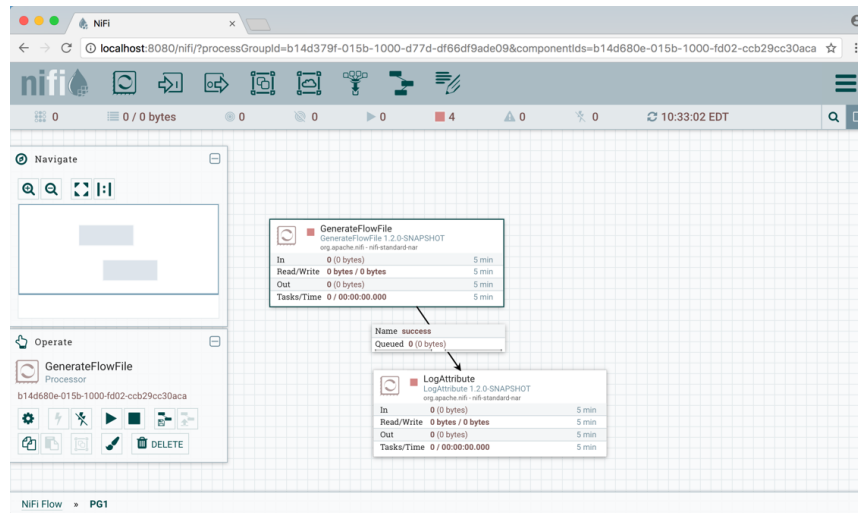 NiFi
localhost:8080/nifi/?processGroupId=b14d379f-015b-1000-d77d-df66df9ade09&componentIds=b14d680e-015b-1000-fd02-ccb29cc30aca
nifi
0 0 / 0 bytes 0 0 0 4 0 0 10:33:02 EDT
Navigate
GenerateFlowFile
GenerateFlowFile 1.2.0-SNAPSHOT
org.apache.nifi - nifi-standard-nar
In 0 (0 bytes) 5 min
Read/Write 0 bytes / 0 bytes 5 min
Out 0 (0 bytes) 5 min
Tasks/Time 0 / 00:00:00.000 5 min
Name success
Queued 0 (0 bytes)
Operate
GenerateFlowFile
Processor
b14d680e-015b-1000-fd02-ccb29cc30aca
DELETE
LogAttribute
LogAttribute 1.2.0-SNAPSHOT
org.apache.nifi - nifi-standard-nar
In 0 (0 bytes) 5 min
Read/Write 0 bytes / 0 bytes 5 min
Out 0 (0 bytes) 5 min
Tasks/Time 0 / 00:00:00.000 5 min
NiFi Flow » PG1